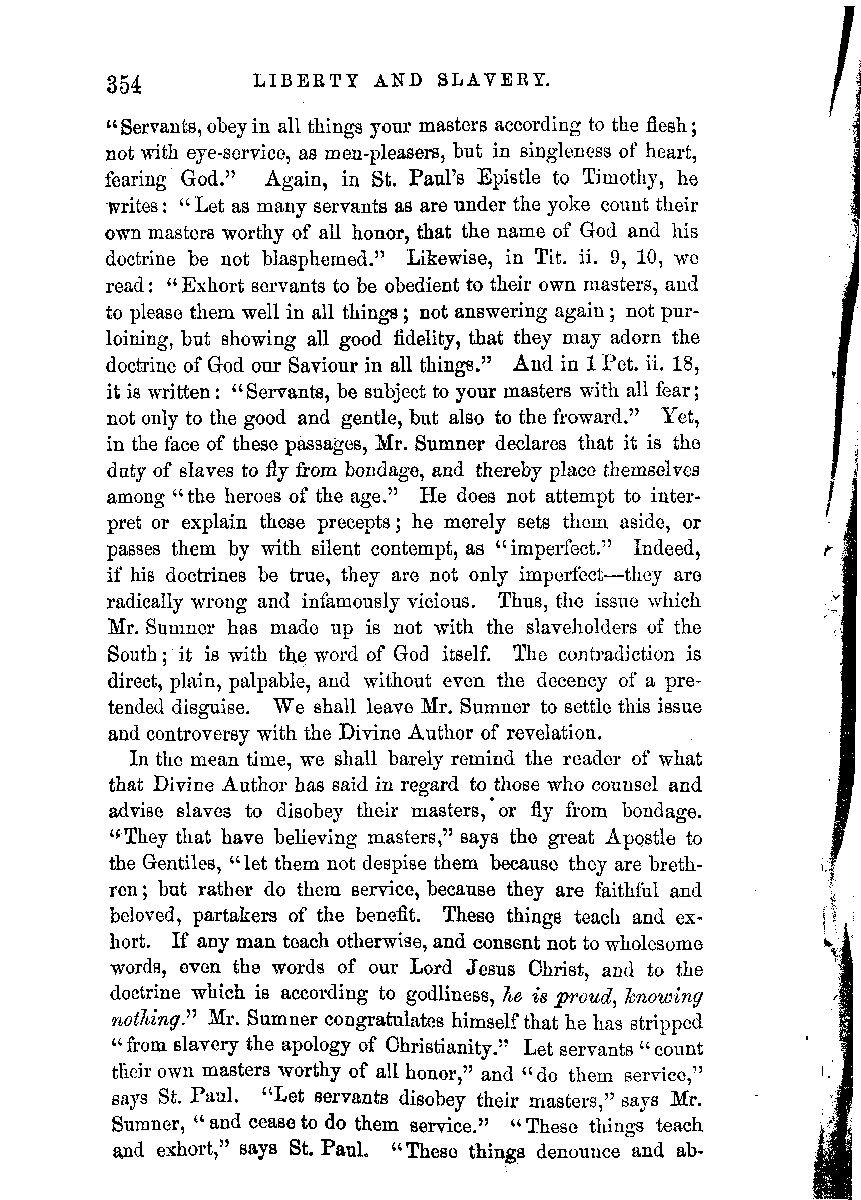 354 LIBERTY AND SLAVERY.
“Servants, obey in all things your masters according to the flesh;
not with eye-service, as men-pleasers, but in singleness of heart,
fearing God.” Again, in St. Paul’s Epistle to Timothy, he
writes: “Let as many servants as are under the yoke count their
own masters worthy of all honor, that the name of God and his
doctrine be not blasphemed.” Likewise, in Tit. ii. 9, 10, we
read: “Exhort servants to be obedient to their own masters, and
to please them well in all things; not answering again; not pur-
loining, but showing all good fidelity, that they may adorn the
doctrine of God our Saviour in all things.” And in 1 Pet. ii. 18,
it is written: “Servants, be subject to your masters with all fear;
not only to the good and gentle, but also to the froward.” Yet,
in the face of these passages, Mr. Sumner declares that it is the
duty of slaves to fly from bondage, and thereby place themselves
among “the heroes of the age.” He does not attempt to inter-
pret or explain these precepts; he merely sets them aside, or
passes them by with silent contempt, as “imperfect.” Indeed,
if his doctrines be true, they are not only imperfect—they are
radically wrong and infamously vicious. Thus, the issue which
Mr. Sumner has made up is not with the slaveholders of the
South; it is with the word of God itself. The contradiction is
direct, plain, palpable, and without even the decency of a pre-
tended disguise. We shall leave Mr. Sumner to settle this issue
and controversy with the Divine Author of revelation.
In the mean time, we shall barely remind the reader of what
that Divine Author has said in regard to those who counsel and
advise slaves to disobey their masters, or fly from bondage.
“They that have believing masters,” says the great Apostle to
the Gentiles, “let them not despise them because they are breth-
ren; but rather do them service, because they are faithful and
beloved, partakers of the benefit. These things teach and ex-
hort. If any man teach otherwise, and consent not to wholesome
words, even the words of our Lord Jesus Christ, and to the
doctrine which is according to godliness, he is proud, knowing
nothing.” Mr. Sumner congratulates himself that he has stripped
“from slavery the apology of Christianity.” Let servants “count
their own masters worthy of all honor,” and “do them service,”
says St. Paul. “Let servants disobey their masters,” says Mr.
Sumner, “and cease to do them service.” “These things teach
and exhort,” says St. Paul. “These things denounce and ab-